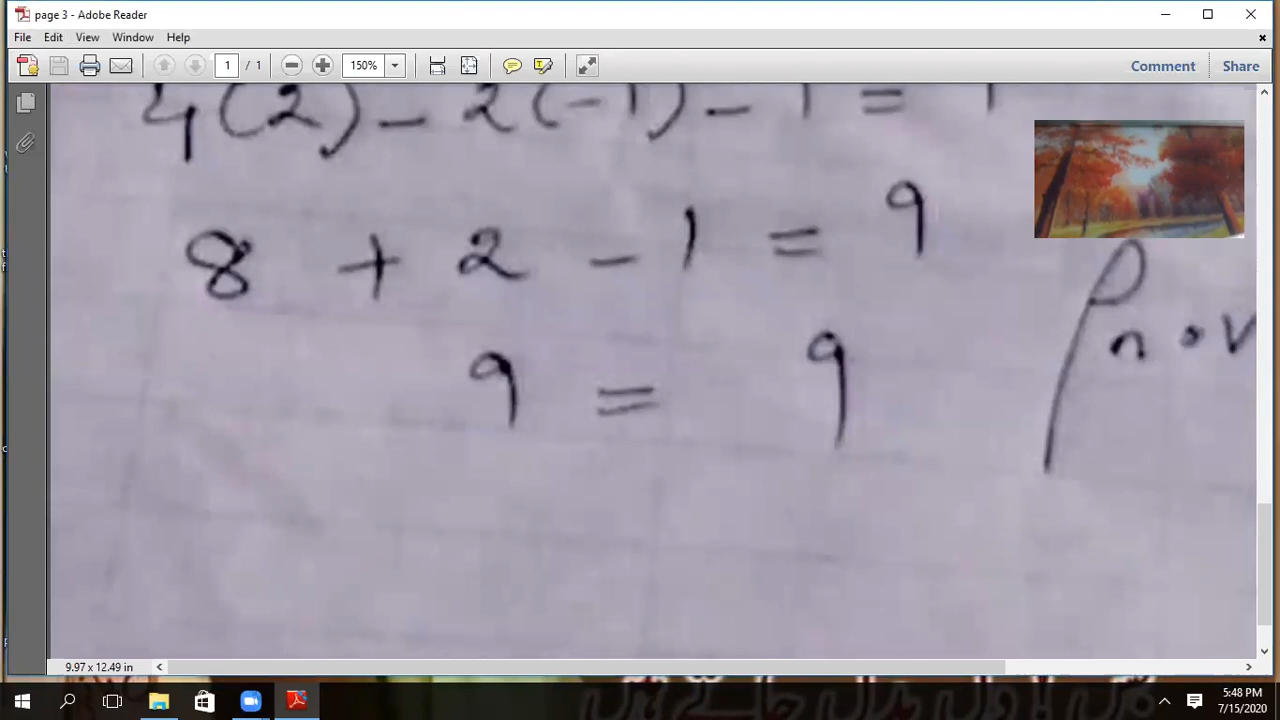 page 3 - Adobe Reader
File Edit View Window Help
1 / 1 150% Comment Share
4(2) - 2(-1) - 1 =
8 + 2 - 1 = 9
9 = 9
n
9.97 x 12.49 in
5:48 PM
7/15/2020